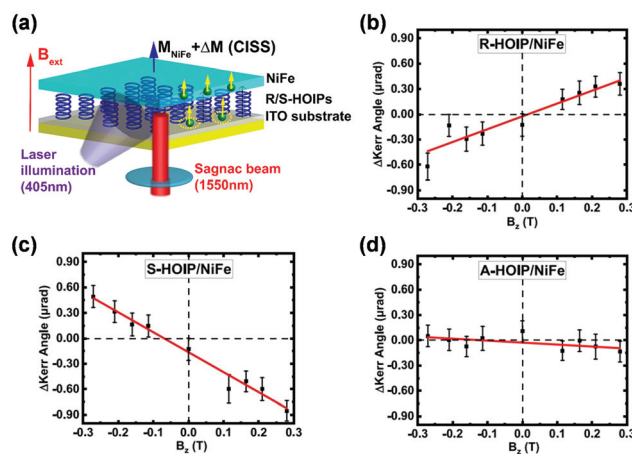 (a)
B_ext
M_NiFe+ΔM (CISS)
NiFe
R/S-HOIPs
ITO substrate
Laser
illumination
(405nm)
Sagnac beam
(1550nm)
(b)
R-HOIP/NiFe
ΔKerr Angle (μrad)
0.90
0.60
0.30
0.00
-0.30
-0.60
-0.90
-0.3 -0.2 -0.1 0.0 0.1 0.2 0.3
B_z (T)
(c)
S-HOIP/NiFe
ΔKerr Angle (μrad)
0.90
0.60
0.30
0.00
-0.30
-0.60
-0.90
-0.3 -0.2 -0.1 0.0 0.1 0.2 0.3
B_z (T)
(d)
A-HOIP/NiFe
ΔKerr Angle (μrad)
0.90
0.60
0.30
0.00
-0.30
-0.60
-0.90
-0.3 -0.2 -0.1 0.0 0.1 0.2 0.3
B_z (T)